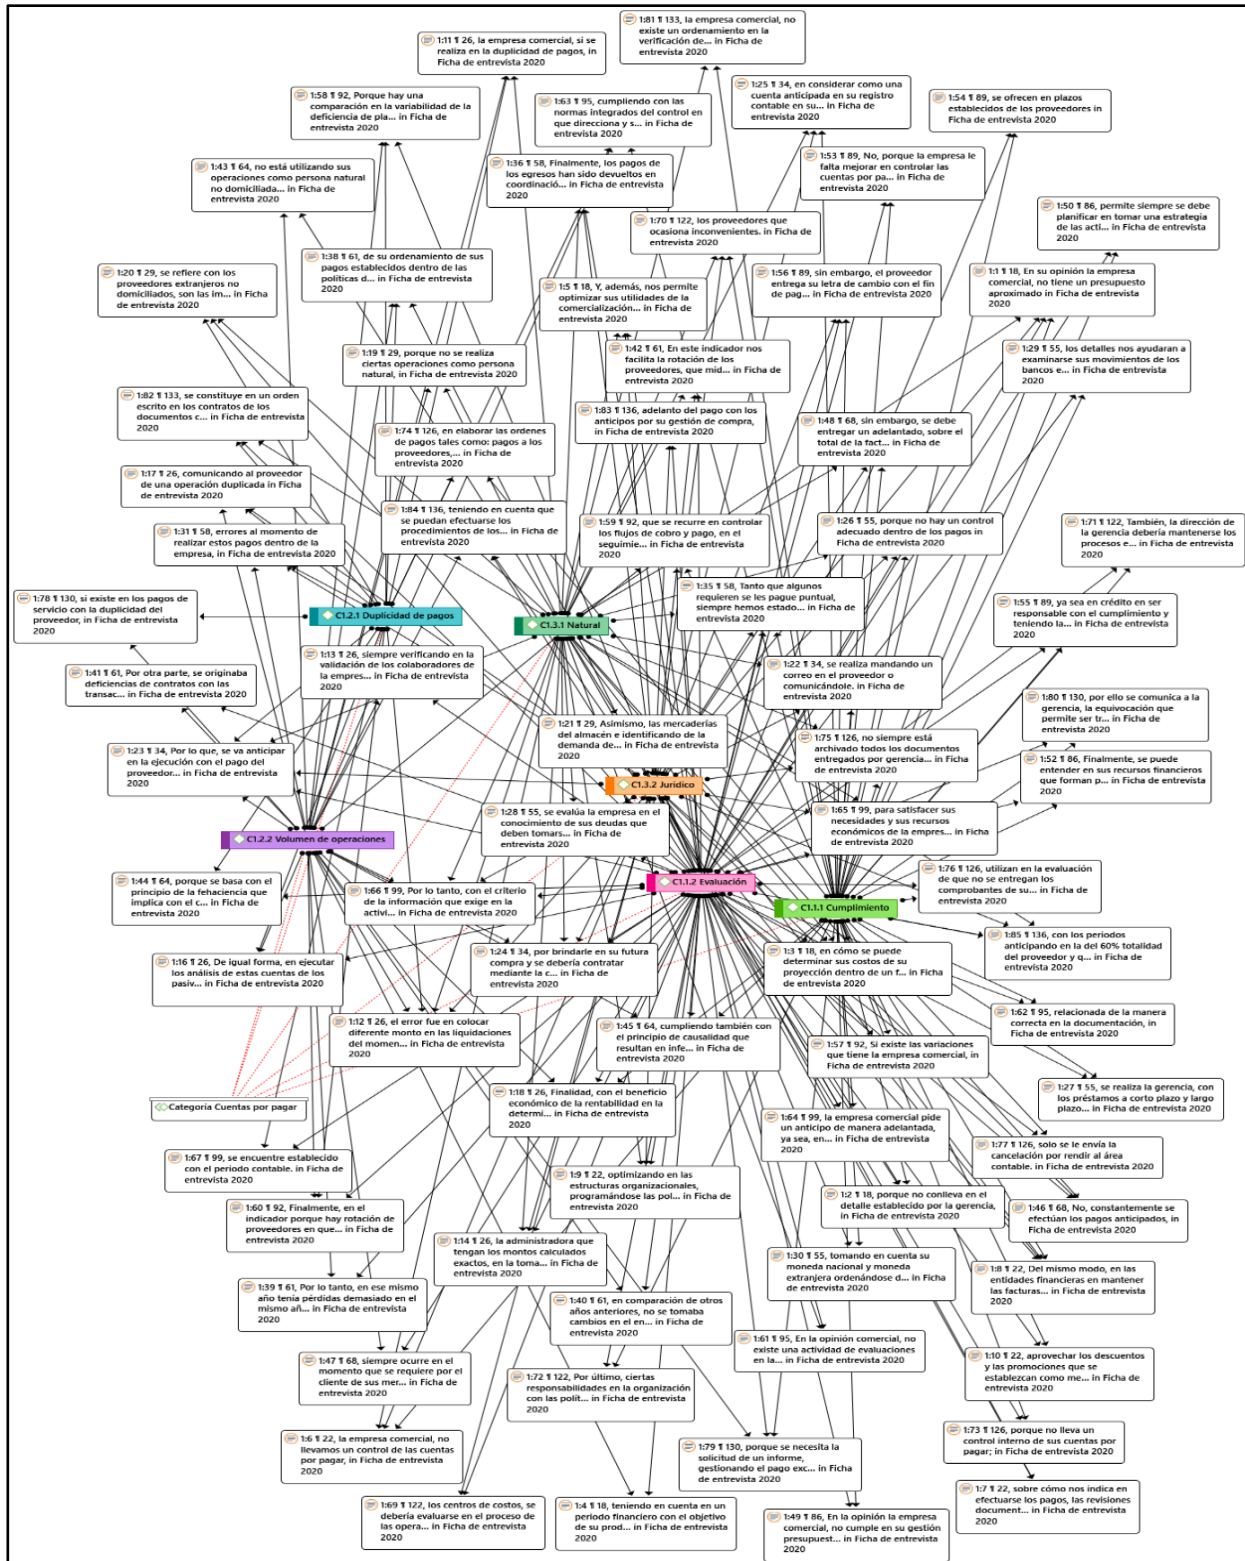 1:81 ¶ 133, la empresa comercial, no
existe un ordenamiento en la
verificación de... in Ficha de
entrevista 2020
1:11 ¶ 26, la empresa comercial, si se
realiza en la duplicidad de pagos, in
Ficha de entrevista 2020
1:25 ¶ 34, en considerar como una
cuenta anticipada en su registro
contable en su... in Ficha de
entrevista 2020
1:54 ¶ 89, se ofrecen en plazos
establecidos de los proveedores in
Ficha de entrevista 2020
1:58 ¶ 92, Porque hay una
comparación en la variabilidad de la
deficiencia de pla... in Ficha de
entrevista 2020
1:63 ¶ 95, cumpliendo con las
normas integrados del control en
que direcciona y s... in Ficha de
entrevista 2020
1:43 ¶ 64, no está utilizando sus
operaciones como persona natural
no domiciliada... in Ficha de
entrevista 2020
1:36 ¶ 58, Finalmente, los pagos de
los egresos han sido devueltos en
coordinació... in Ficha de entrevista
2020
1:53 ¶ 89, No, porque la empresa le
falta mejorar en controlar las
cuentas por pa... in Ficha de
entrevista 2020
1:70 ¶ 122, los proveedores que
ocasiona inconvenientes. in Ficha de
entrevista 2020
1:50 ¶ 86, permite siempre se debe
planificar en tomar una estrategia
de las acti... in Ficha de entrevista
2020
1:20 ¶ 29, se refiere con los
proveedores extranjeros no
domiciliados, son las im... in Ficha
de entrevista 2020
1:38 ¶ 61, de su ordenamiento de sus
pagos establecidos dentro de las
políticas d... in Ficha de entrevista
2020
1:5 ¶ 18, Y, además, nos permite
optimizar sus utilidades de la
comercialización... in Ficha de
entrevista 2020
1:56 ¶ 89, sin embargo, el proveedor
entrega su letra de cambio con el fin
de pag... in Ficha de entrevista
2020
1:1 ¶ 18, En su opinión la empresa
comercial, no tiene un presupuesto
aproximado in Ficha de entrevista
2020
1:19 ¶ 29, porque no se realiza
ciertas operaciones como persona
natural, in Ficha de entrevista 2020
1:42 ¶ 61, En este indicador nos
facilita la rotación de los
proveedores, que mid... in Ficha de
entrevista 2020
1:29 ¶ 55, los detalles nos ayudaran a
examinarse sus movimientos de los
bancos e... in Ficha de entrevista
2020
1:82 ¶ 133, se constituye en un orden
escrito en los contratos de los
documentos c... in Ficha de entrevista
2020
1:74 ¶ 126, en elaborar las ordenes
de pagos tales como: pagos a los
proveedores,... in Ficha de
entrevista 2020
1:83 ¶ 136, adelanto del pago con los
anticipos por su gestión de compra,
in Ficha de entrevista 2020
1:48 ¶ 68, sin embargo, se debe
entregar un adelantado, sobre el
total de la fact... in Ficha de
entrevista 2020
1:17 ¶ 26, comunicando al proveedor
de una operación duplicada in Ficha
de entrevista 2020
1:84 ¶ 136, teniendo en cuenta que
se puedan efectuarse los
procedimientos de los... in Ficha de
entrevista 2020
1:31 ¶ 58, errores al momento de
realizar estos pagos dentro de la
empresa, in Ficha de entrevista 2020
1:59 ¶ 92, que se recurre en controlar
los flujos de cobro y pago, en el
seguimie... in Ficha de entrevista
2020
1:26 ¶ 55, porque no hay un control
adecuado dentro de los pagos in
Ficha de entrevista 2020
1:71 ¶ 122, También, la dirección de
la gerencia debería mantenerse los
procesos e... in Ficha de entrevista
2020
1:78 ¶ 130, si existe en los pagos de
servicio con la duplicidad del
proveedor, in Ficha de entrevista
2020
C1.2.1 Duplicidad de pagos
C1.3.1 Natural
1:35 ¶ 58, Tanto que algunos
requieren se les pague puntual,
siempre hemos estado... in Ficha de
entrevista 2020
1:55 ¶ 89, ya sea en crédito en ser
responsable con el cumplimiento y
teniendo la... in Ficha de entrevista
2020
1:13 ¶ 26, siempre verificando en la
validación de los colaboradores de
la empres... in Ficha de entrevista
2020
1:41 ¶ 61, Por otra parte, se originaba
deficiencias de contratos con las
transac... in Ficha de entrevista 2020
1:22 ¶ 34, se realiza mandando un
correo en el proveedor o
comunicándole. in Ficha de
entrevista 2020
1:80 ¶ 130, por ello se comunica a la
gerencia, la equivocación que
permite ser tr... in Ficha de
entrevista 2020
1:21 ¶ 29, Asimismo, las mercaderías
del almacén e identificando de la
demanda de... in Ficha de entrevista
2020
1:75 ¶ 126, no siempre está
archivado todos los documentos
entregados por gerencia... in Ficha
de entrevista 2020
1:23 ¶ 34, Por lo que, se va anticipar
en la ejecución con el pago del
proveedor... in Ficha de entrevista
2020
1:52 ¶ 86, Finalmente, se puede
entender en sus recursos financieros
que forman p... in Ficha de entrevista
2020
C1.3.2 Jurídico
1:28 ¶ 55, se evalúa la empresa en el
conocimiento de sus deudas que
deben tomars... in Ficha de
entrevista 2020
1:65 ¶ 99, para satisfacer sus
necesidades y sus recursos
económicos de la empres... in Ficha
de entrevista 2020
C1.2.2 Volumen de operaciones
1:44 ¶ 64, porque se basa con el
principio de la fehaciencia que
implica con el c... in Ficha de
entrevista 2020
1:66 ¶ 99, Por lo tanto, con el criterio
de la información que exige en la
activi... in Ficha de entrevista 2020
C1.1.2 Evaluación
1:76 ¶ 126, utilizan en la evaluación
de que no se entregan los
comprobantes de su... in Ficha de
entrevista 2020
C1.1.1 Cumplimiento
1:85 ¶ 136, con los periodos
anticipando en la del 60% totalidad
del proveedor y q... in Ficha de
entrevista 2020
1:16 ¶ 26, De igual forma, en ejecutar
los análisis de estas cuentas de los
pasiv... in Ficha de entrevista 2020
1:24 ¶ 34, por brindarle en su futura
compra y se debería contratar
mediante la c... in Ficha de
entrevista 2020
1:3 ¶ 18, en cómo se puede
determinar sus costos de su
proyección dentro de un f... in Ficha
de entrevista 2020
1:12 ¶ 26, el error fue en colocar
diferente monto en las liquidaciones
del momen... in Ficha de entrevista
2020
1:45 ¶ 64, cumpliendo también con
el principio de causalidad que
resultan en infe... in Ficha de
entrevista 2020
1:62 ¶ 95, relacionada de la manera
correcta en la documentación, in
Ficha de entrevista 2020
1:57 ¶ 92, Si existe las variaciones
que tiene la empresa comercial, in
Ficha de entrevista 2020
1:27 ¶ 55, se realiza la gerencia, con
los préstamos a corto plazo y largo
plazo... in Ficha de entrevista 2020
Categoría Cuentas por pagar
1:18 ¶ 26, Finalidad, con el beneficio
económico de la rentabilidad en la
determi... in Ficha de entrevista
2020
1:64 ¶ 99, la empresa comercial pide
un anticipo de manera adelantada,
ya sea, en... in Ficha de entrevista
2020
1:67 ¶ 99, se encuentre establecido
con el periodo contable. in Ficha de
entrevista 2020
1:77 ¶ 126, solo se le envía la
cancelación por rendir al área
contable. in Ficha de entrevista 2020
1:9 ¶ 22, optimizando en las
estructuras organizacionales,
programándose las pol... in Ficha de
entrevista 2020
1:2 ¶ 18, porque no conlleva en el
detalle establecido por la gerencia,
in Ficha de entrevista 2020
1:60 ¶ 92, Finalmente, en el
indicador porque hay rotación de
proveedores en que... in Ficha de
entrevista 2020
1:46 ¶ 68, No, constantemente se
efectúan los pagos anticipados, in
Ficha de entrevista 2020
1:14 ¶ 26, la administradora que
tengan los montos calculados
exactos, en la toma... in Ficha de
entrevista 2020
1:30 ¶ 55, tomando en cuenta su
moneda nacional y moneda
extranjera ordenándose d... in Ficha
de entrevista 2020
1:8 ¶ 22, Del mismo modo, en las
entidades financieras en mantener
las facturas... in Ficha de entrevista
2020
1:39 ¶ 61, Por lo tanto, en ese mismo
año tenía pérdidas demasiado en el
mismo añ... in Ficha de entrevista
2020
1:40 ¶ 61, en comparación de otros
años anteriores, no se tomaba
cambios en el en... in Ficha de
entrevista 2020
1:61 ¶ 95, En la opinión comercial, no
existe una actividad de evaluaciones
en la... in Ficha de entrevista 2020
1:10 ¶ 22, aprovechar los descuentos
y las promociones que se
establezcan como me... in Ficha de
entrevista 2020
1:47 ¶ 68, siempre ocurre en el
momento que se requiere por el
cliente de sus mer... in Ficha de
entrevista 2020
1:72 ¶ 122, Por último, ciertas
responsabilidades en la organización
con las polít... in Ficha de entrevista
2020
1:6 ¶ 22, la empresa comercial, no
llevamos un control de las cuentas
por pagar, in Ficha de entrevista
2020
1:73 ¶ 126, porque no lleva un
control interno de sus cuentas por
pagar; in Ficha de entrevista 2020
1:79 ¶ 130, porque se necesita la
solicitud de un informe,
gestionando el pago exc... in Ficha
de entrevista 2020
1:7 ¶ 22, sobre cómo nos indica en
efectuarse los pagos, las revisiones
document... in Ficha de entrevista
2020
1:69 ¶ 122, los centros de costos, se
debería evaluarse en el proceso de
las opera... in Ficha de entrevista
2020
1:4 ¶ 18, teniendo en cuenta en un
periodo financiero con el objetivo
de su prod... in Ficha de entrevista
2020
1:49 ¶ 86, En la opinión la empresa
comercial, no cumple en su gestión
presupuest... in Ficha de entrevista
2020